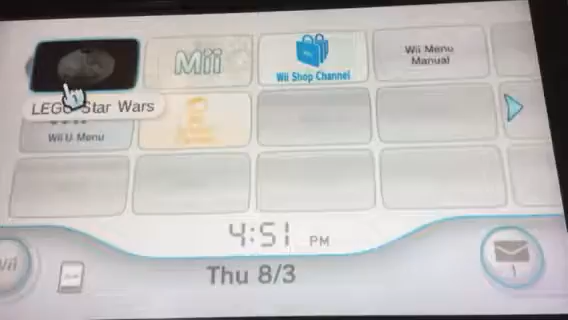 Mii
Wii Shop Channel
Wii Menu
Manual
LEGO Star Wars
Wii U Menu
4:51 PM
Thu 8/3
Wii
1